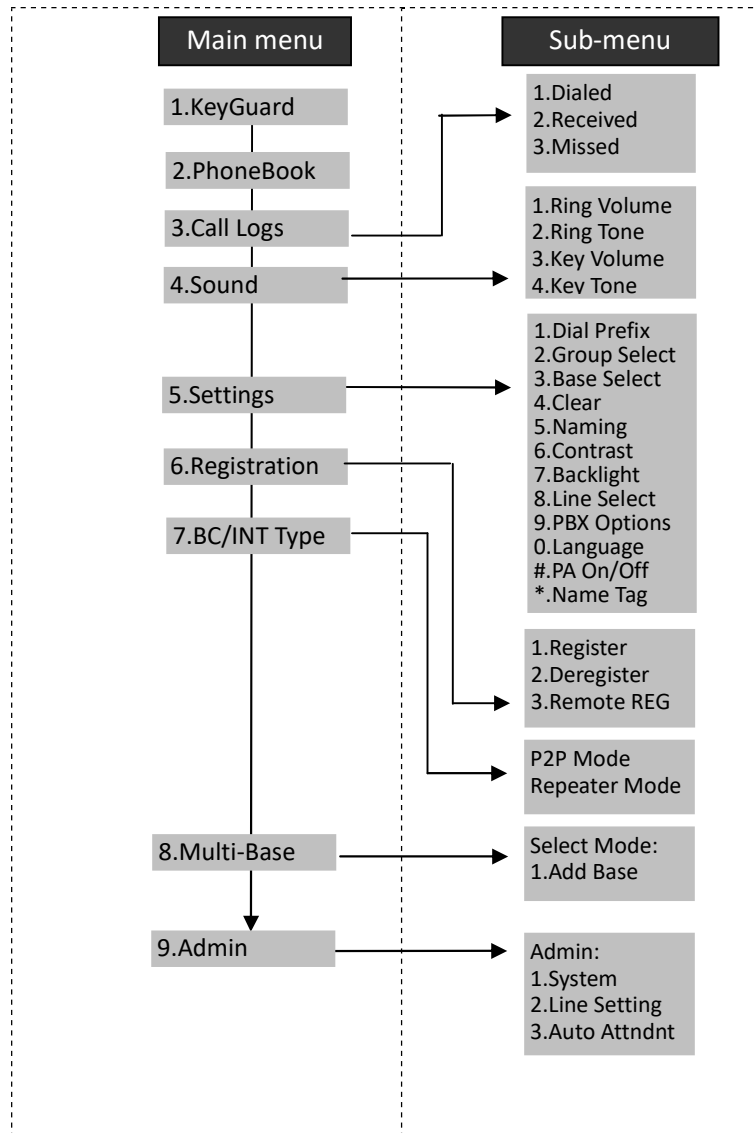 Main menu
Sub-menu
1.KeyGuard
2.PhoneBook
3.Call Logs
4.Sound
5.Settings
6.Registration
7.BC/INT Type
8.Multi-Base
9.Admin
1.Dialed
2.Received
3.Missed
1.Ring Volume
2.Ring Tone
3.Key Volume
4.Key Tone
1.Dial Prefix
2.Group Select
3.Base Select
4.Clear
5.Naming
6.Contrast
7.Backlight
8.Line Select
9.PBX Options
0.Language
#.PA On/Off
*.Name Tag
1.Register
2.Deregister
3.Remote REG
P2P Mode
Repeater Mode
Select Mode:
1.Add Base
Admin:
1.System
2.Line Setting
3.Auto Attndnt